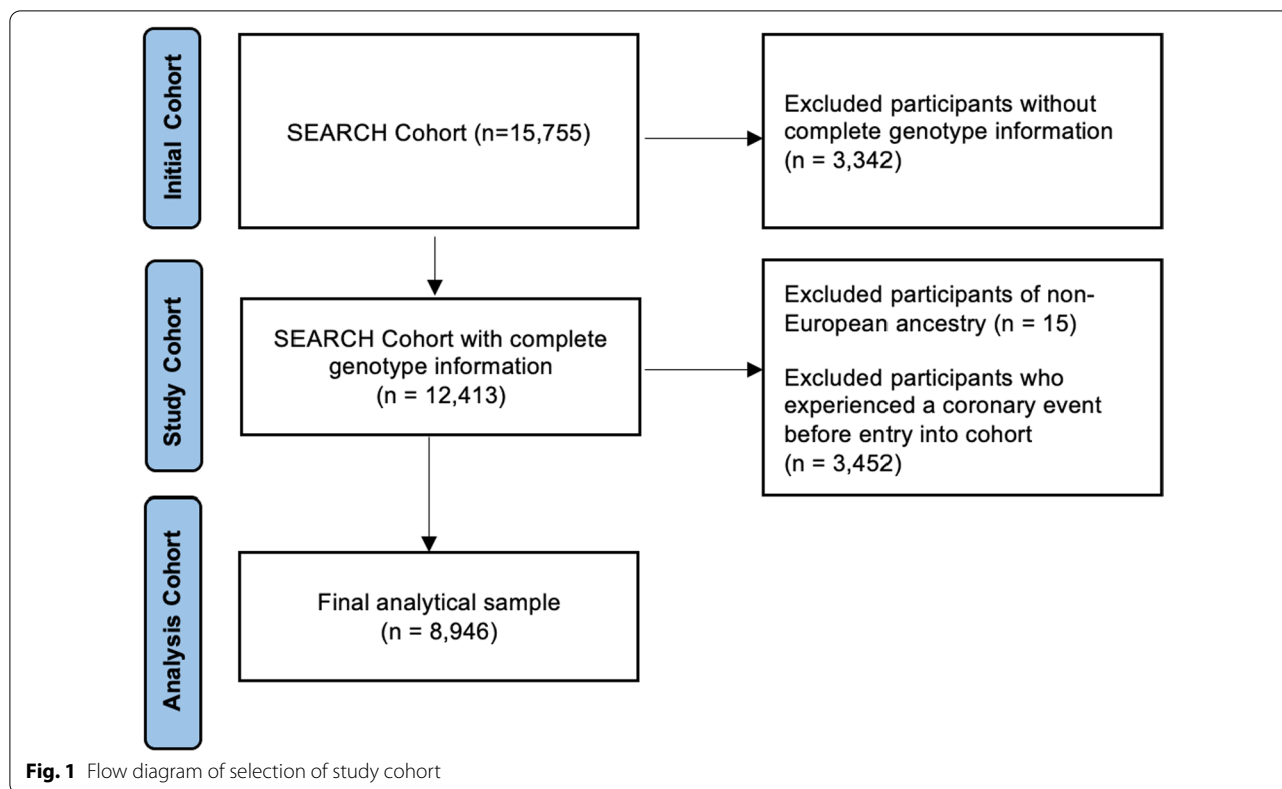 Initial Cohort
SEARCH Cohort (n=15,755)
Excluded participants without
complete genotype information
(n = 3,342)
Study Cohort
SEARCH Cohort with complete
genotype information
(n = 12,413)
Excluded participants of non-
European ancestry (n = 15)
Excluded participants who
experienced a coronary event
before entry into cohort
(n = 3,452)
Analysis Cohort
Final analytical sample
(n = 8,946)
Fig. 1 Flow diagram of selection of study cohort